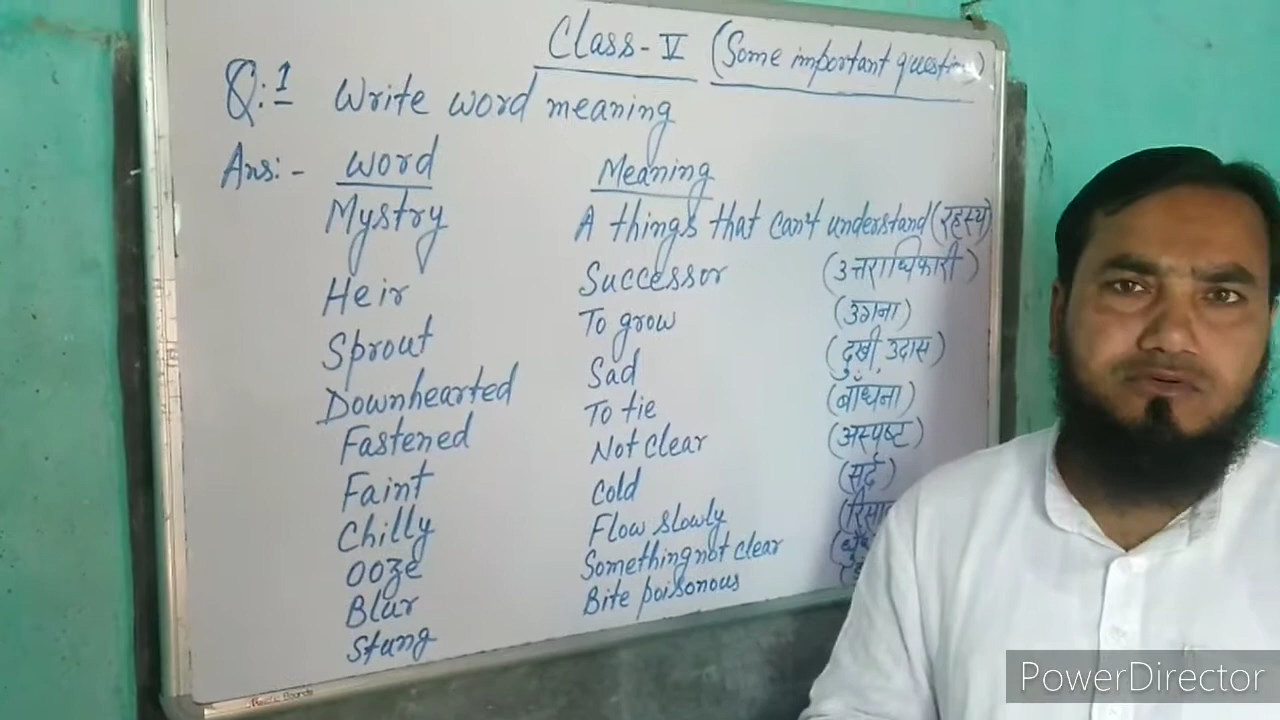 Class - V (Some important question)
Q:1 Write word meaning
Ans:- Word Meaning
Mystry A things that can't understand (रहस्य)
Heir Successor (उत्तराधिकारी)
Sprout To grow (उगना)
Downhearted Sad (दुखी, उदास)
Fastened To tie (बाँधना)
Faint Not clear (अस्पष्ट)
Chilly Cold (सर्द)
Ooze Flow slowly
Blur Something not clear
Stung Bite poisonous
PowerDirector